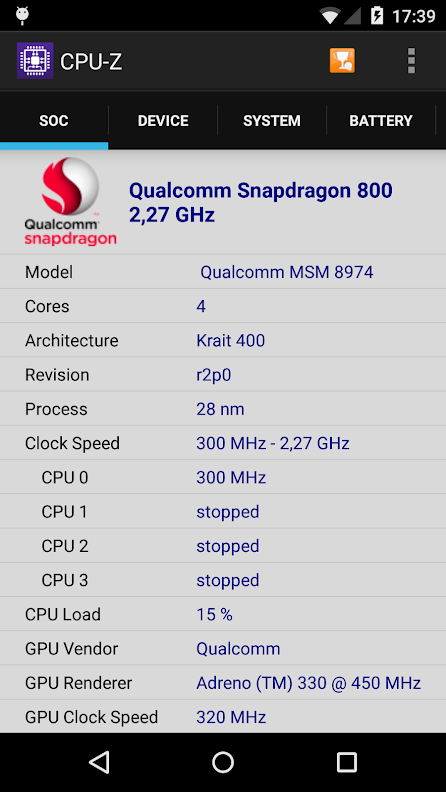 17:39
CPU-Z
SOC DEVICE SYSTEM BATTERY
Qualcomm Snapdragon 800
2,27 GHz
Qualcomm
snapdragon
Model Qualcomm MSM 8974
Cores 4
Architecture Krait 400
Revision r2p0
Process 28 nm
Clock Speed 300 MHz - 2,27 GHz
CPU 0 300 MHz
CPU 1 stopped
CPU 2 stopped
CPU 3 stopped
CPU Load 15 %
GPU Vendor Qualcomm
GPU Renderer Adreno (TM) 330 @ 450 MHz
GPU Clock Speed 320 MHz